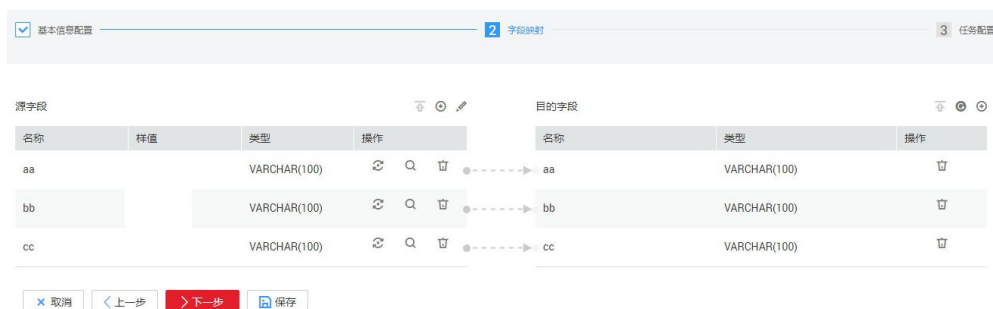 基本信息配置 2 字段映射 3 任务配置
源字段 目的字段
名称 样值 类型 操作 名称 类型 操作
aa VARCHAR(100) aa VARCHAR(100)
bb VARCHAR(100) bb VARCHAR(100)
cc VARCHAR(100) cc VARCHAR(100)
取消 上一步 下一步 保存